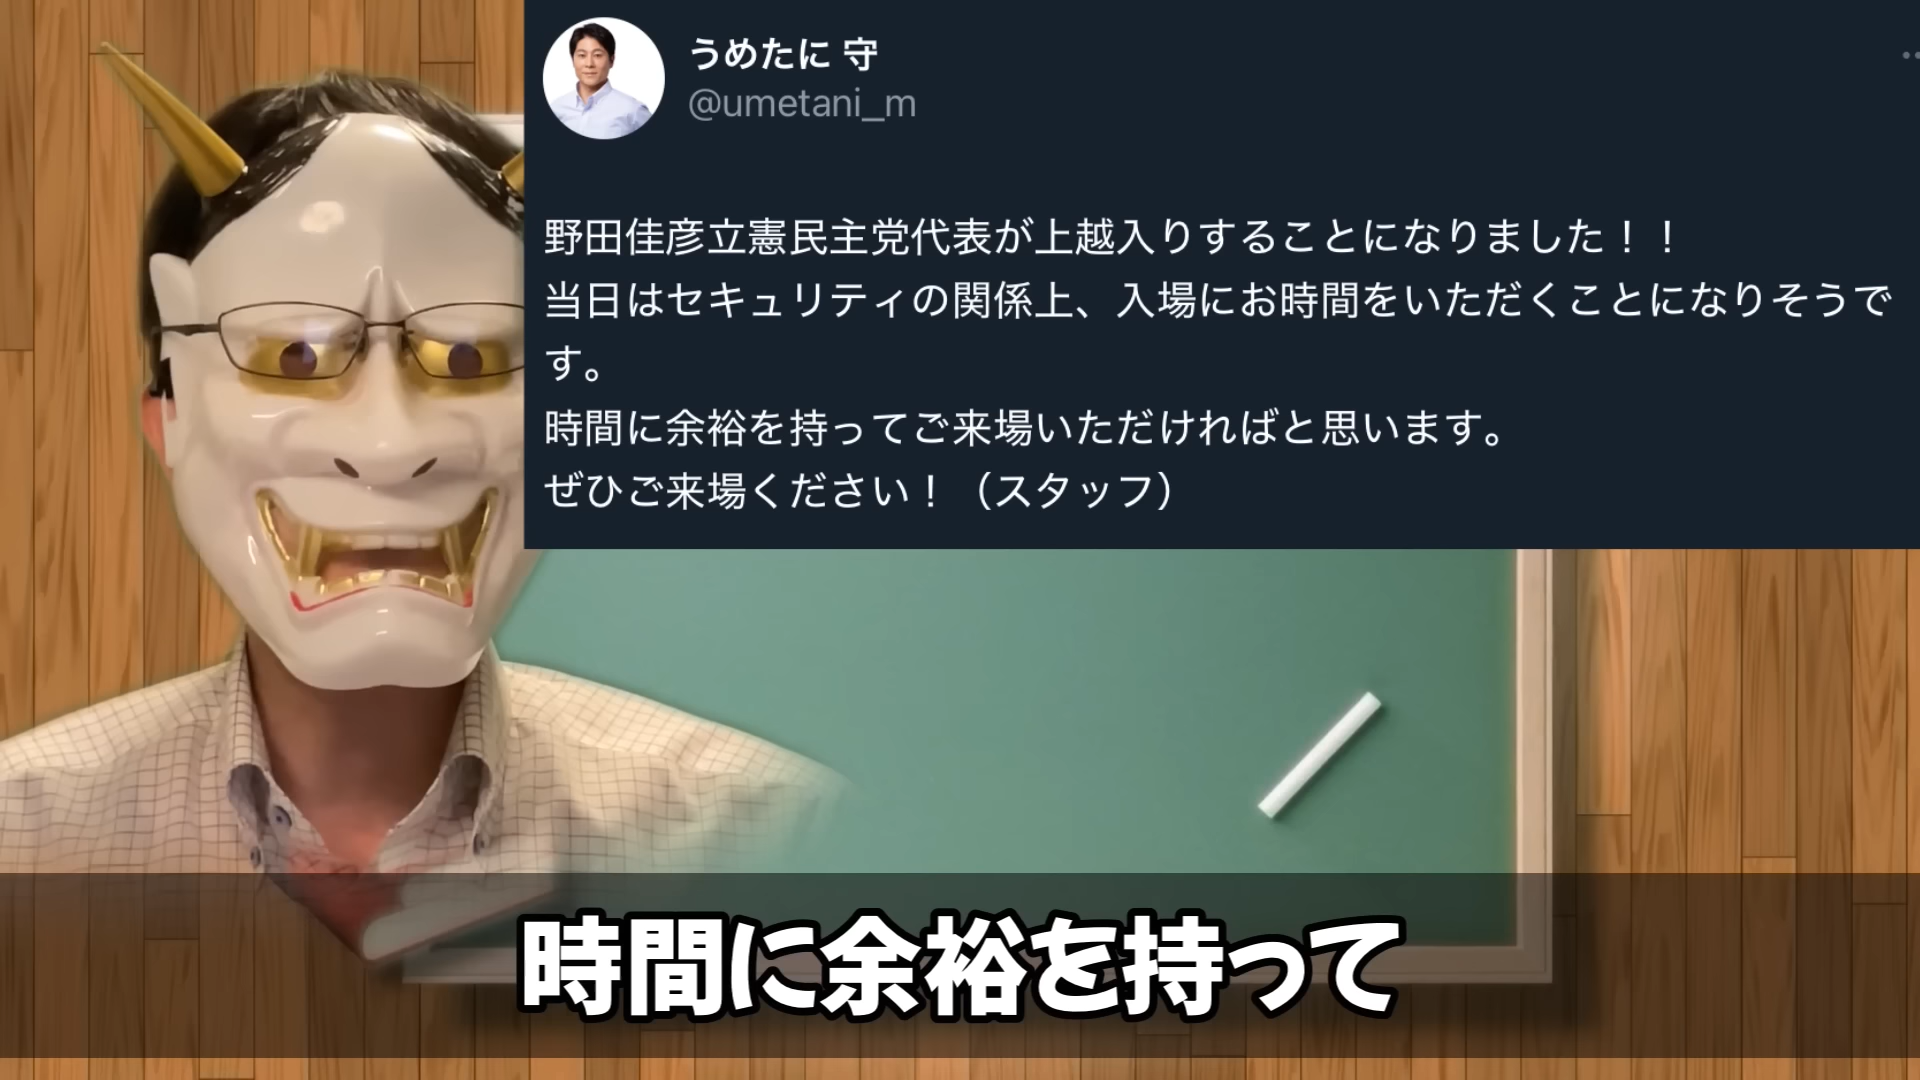 うめたに 守
@umetani_m
野田佳彦立憲民主党代表が上越入りすることになりました！！
当日はセキュリティの関係上、入場にお時間をいただくことになりそうで
す。
時間に余裕を持ってご来場いただければと思います。
ぜひご来場ください！（スタッフ）
時間に余裕を持って